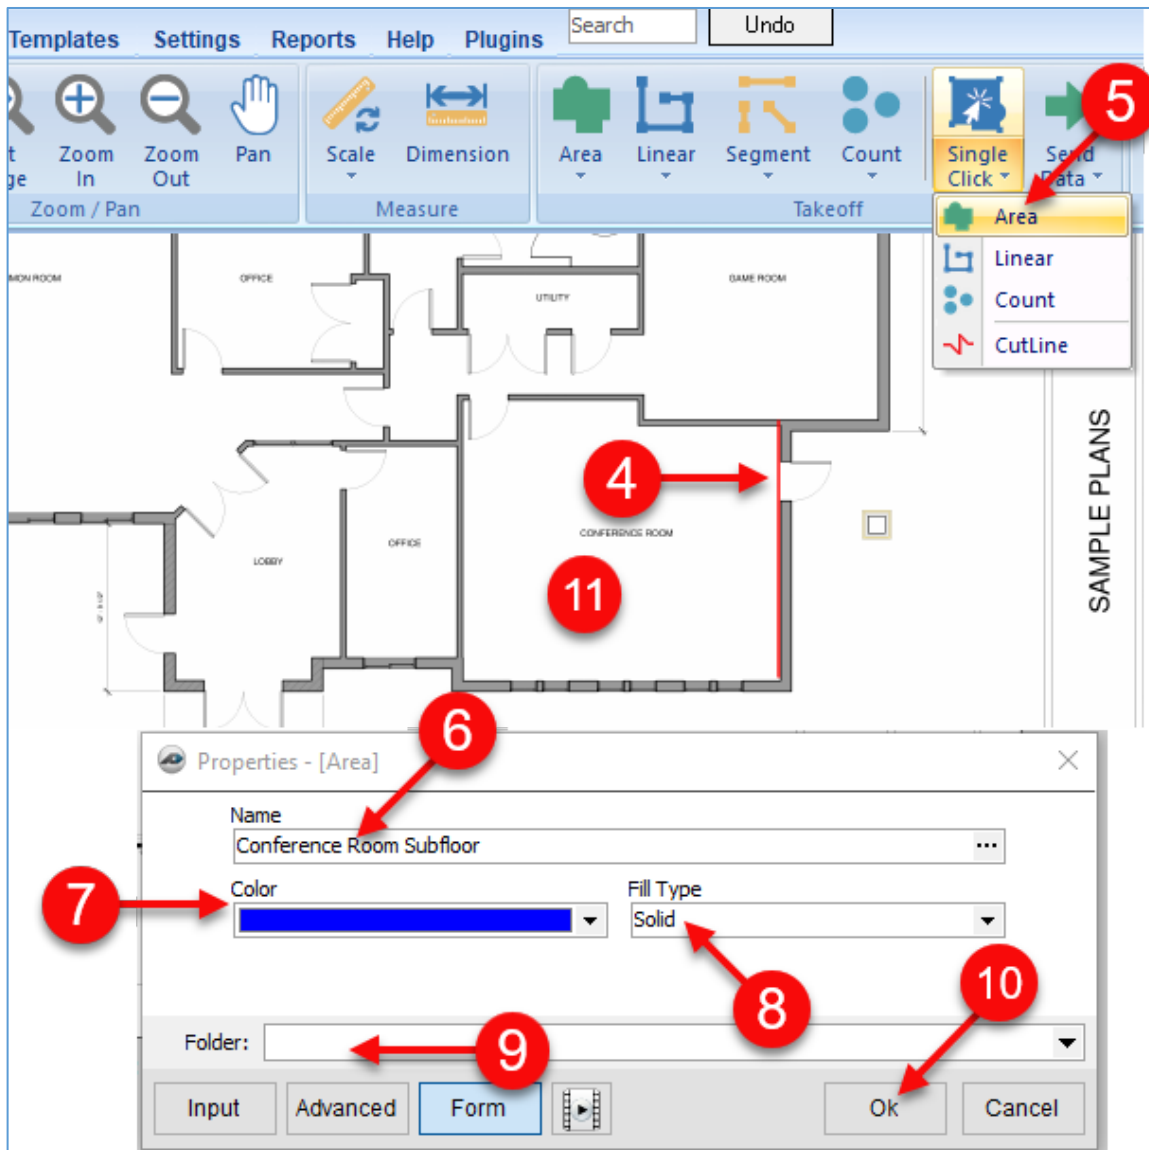 Templates Settings Reports Help Plugins Search Undo
Zoom In Zoom Out Pan Scale Dimension Area Linear Segment Count Single Click Send Data
5
Zoom / Pan Measure Takeoff
Area
Linear
Count
CutLine
OFFICE
UTILITY
GAME ROOM
SAMPLE PLANS
4
CONFERENCE ROOM
OFFICE
LOBBY
11
6
Properties - [Area]
Name
Conference Room Subfloor ...
7
Color Fill Type
Solid
8
10
Folder:
9
Input Advanced Form Ok Cancel